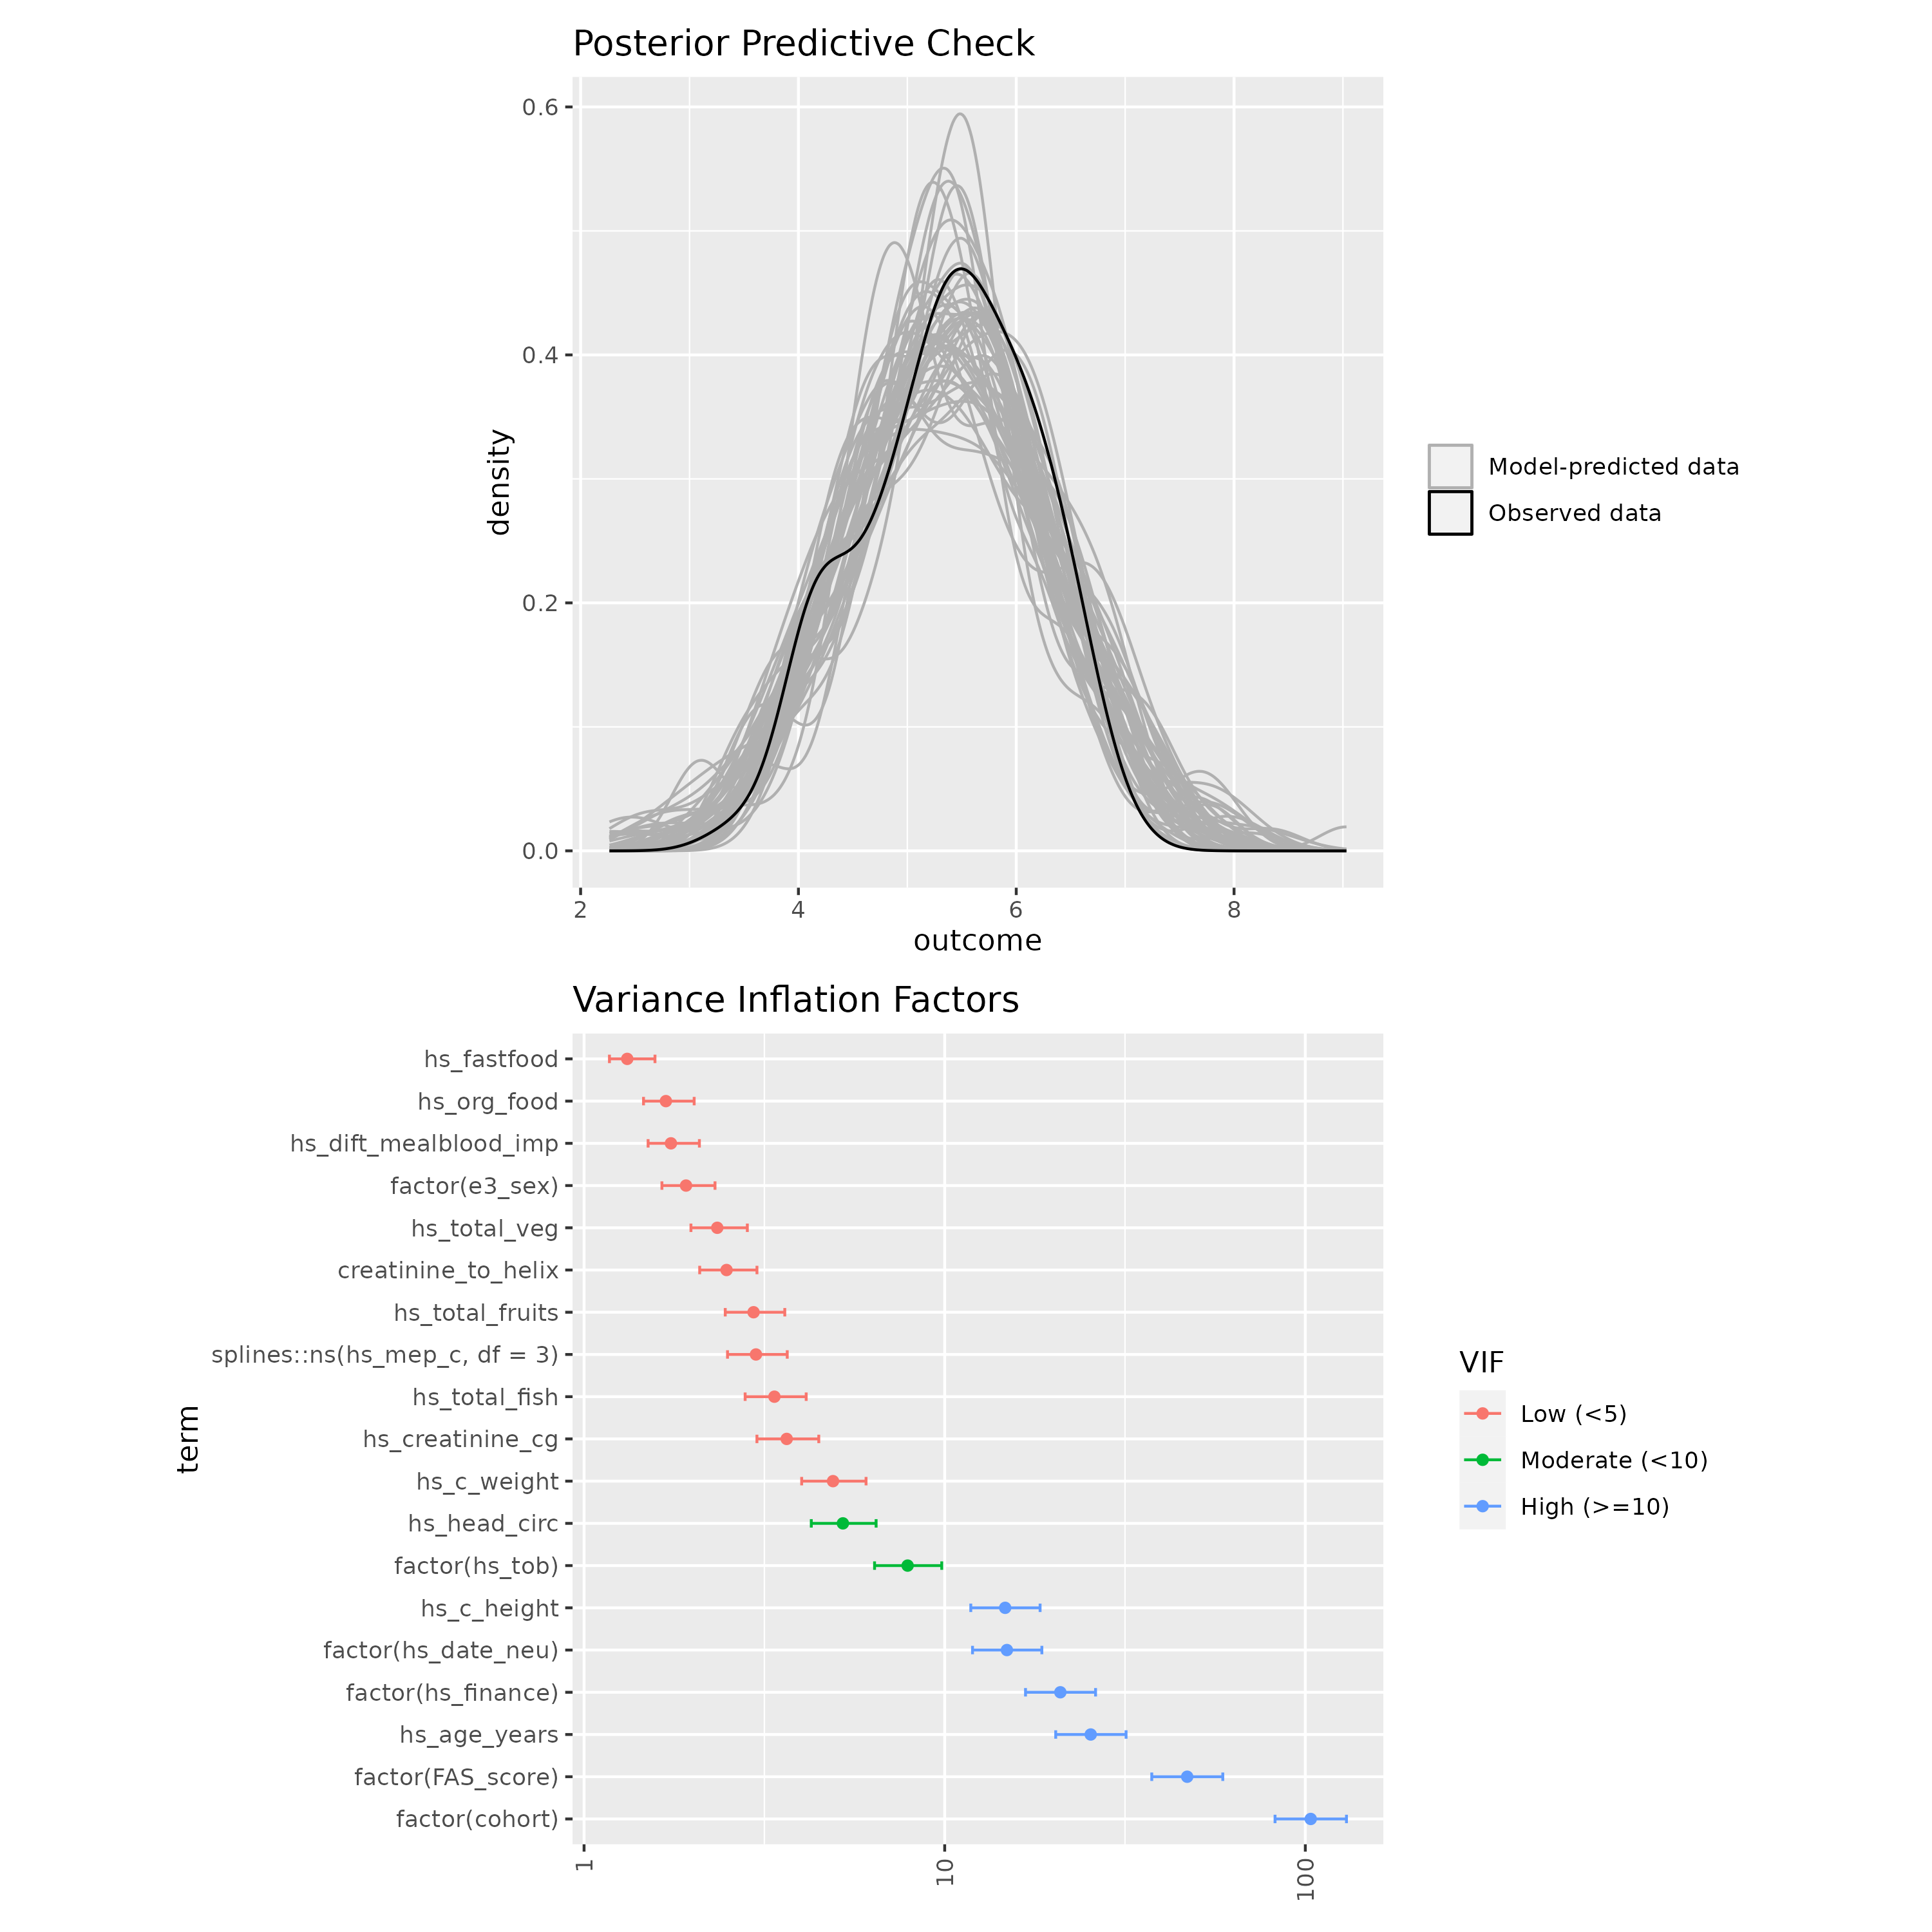 Posterior Predictive Check
0.6
0.4
0.2
0.0
density
2
4
6
8
outcome
Model-predicted data
Observed data
Variance Inflation Factors
term
hs_fastfood
hs_org_food
hs_dift_mealblood_imp
factor(e3_sex)
hs_total_veg
creatinine_to_helix
hs_total_fruits
splines::ns(hs_mep_c, df = 3)
hs_total_fish
hs_creatinine_cg
hs_c_weight
hs_head_circ
factor(hs_tob)
hs_c_height
factor(hs_date_neu)
factor(hs_finance)
hs_age_years
factor(FAS_score)
factor(cohort)
1
10
100
VIF
Low (<5)
Moderate (<10)
High (>=10)